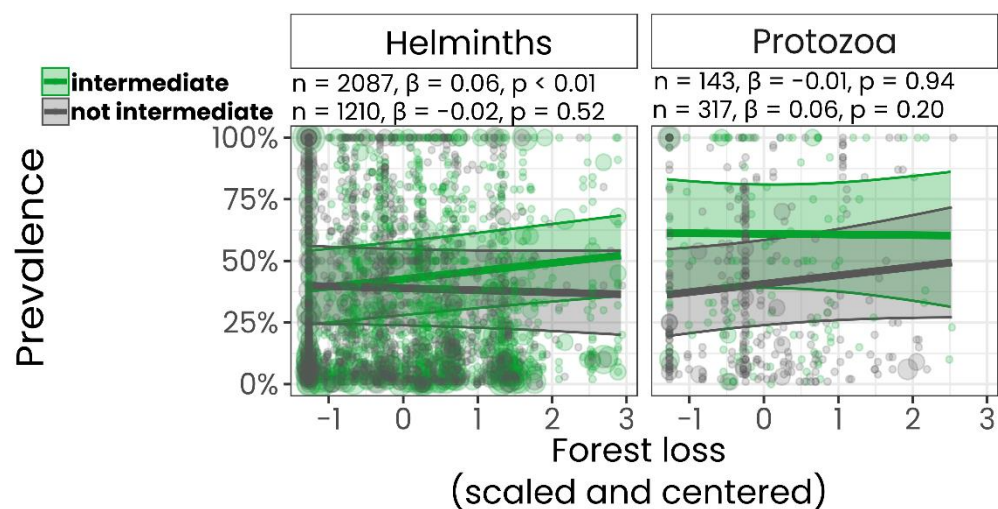 Helminths
Protozoa
intermediate
not intermediate
n = 2087, β = 0.06, p < 0.01
n = 1210, β = −0.02, p = 0.52
n = 143, β = −0.01, p = 0.94
n = 317, β = 0.06, p = 0.20
Prevalence
100%
75%
50%
25%
0%
−1 0 1 2 3
−1 0 1 2 3
Forest loss
(scaled and centered)